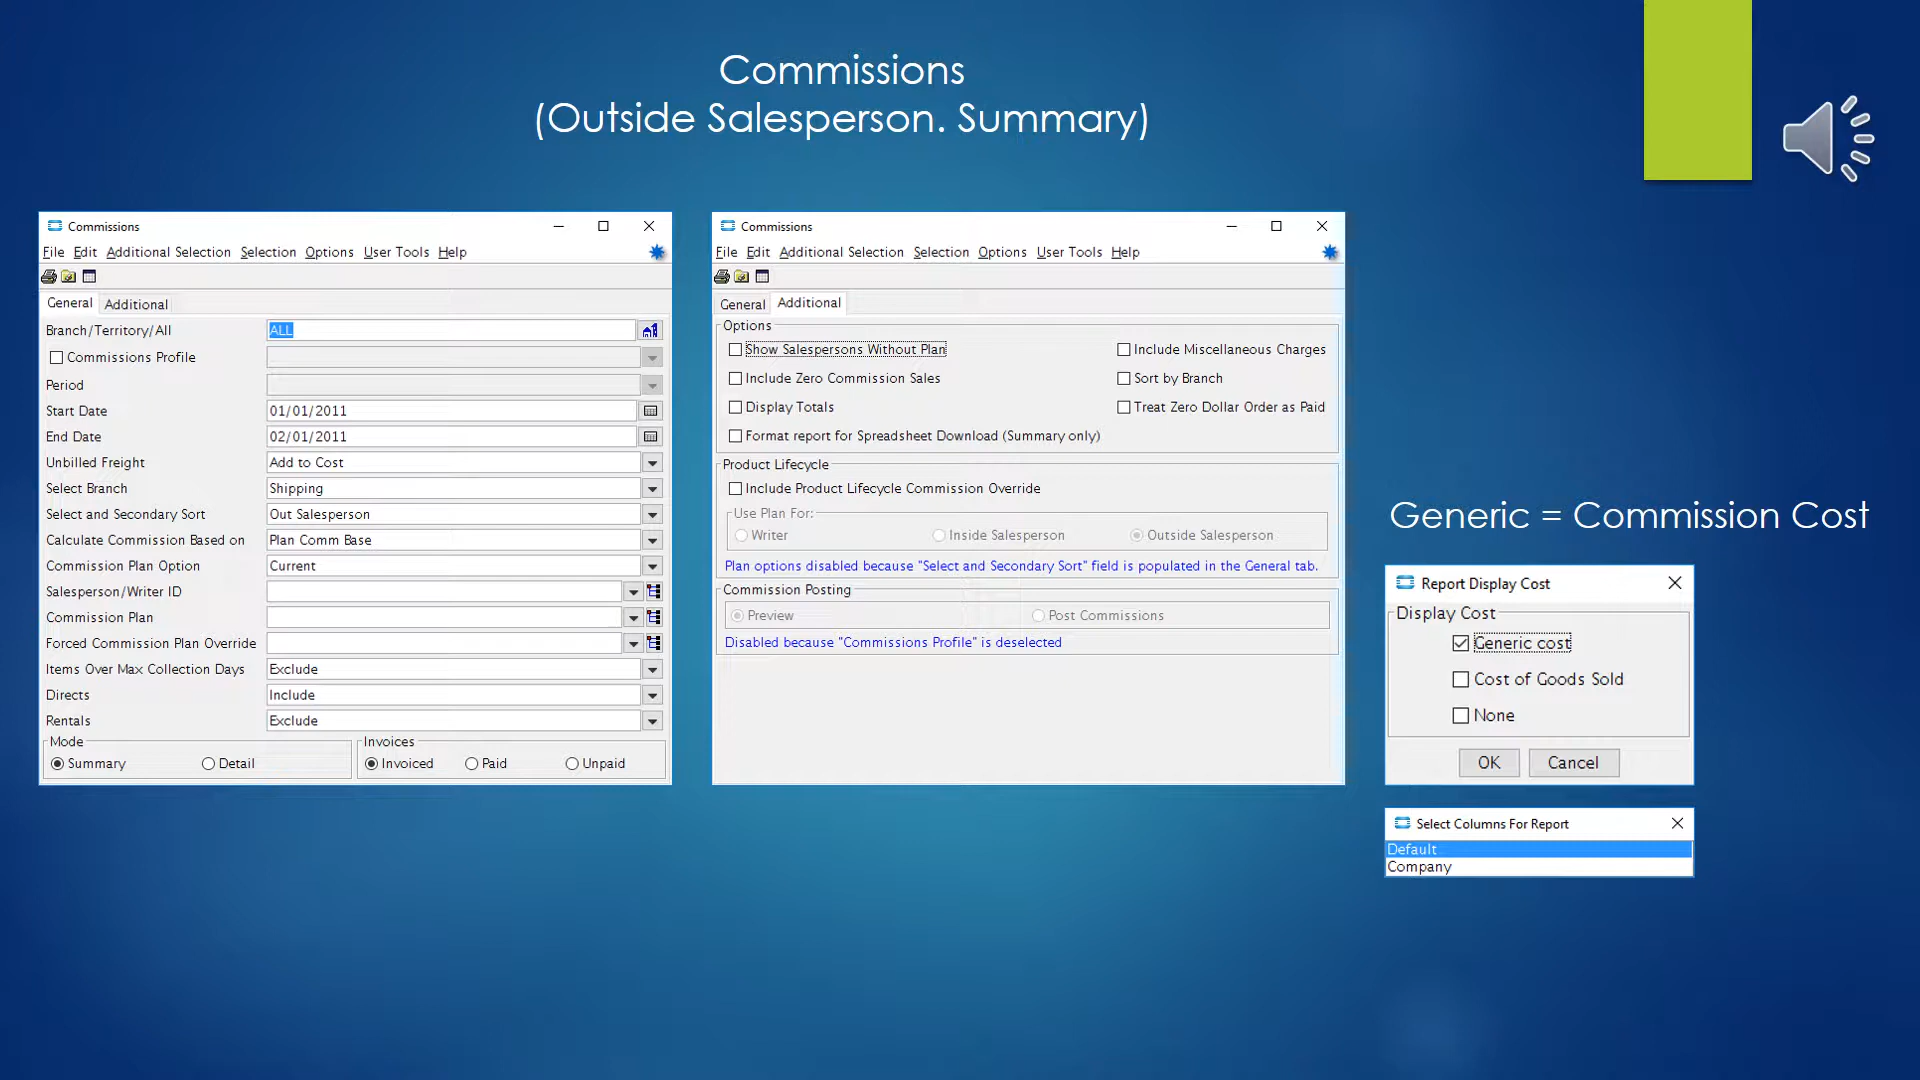 Commissions
(Outside Salesperson. Summary)
Commissions
File Edit Additional Selection Selection Options User Tools Help
General Additional
Branch/Territory/All ALL
Commissions Profile
Period
Start Date 01/01/2011
End Date 02/01/2011
Unbilled Freight Add to Cost
Select Branch Shipping
Select and Secondary Sort Out Salesperson
Calculate Commission Based on Plan Comm Base
Commission Plan Option Current
Salesperson/Writer ID
Commission Plan
Forced Commission Plan Override
Items Over Max Collection Days Exclude
Directs Include
Rentals Exclude
Mode Invoices
Summary Detail Invoiced Paid Unpaid
Commissions
File Edit Additional Selection Selection Options User Tools Help
General Additional
Options
Show Salespersons Without Plan Include Miscellaneous Charges
Include Zero Commission Sales Sort by Branch
Display Totals Treat Zero Dollar Order as Paid
Format report for Spreadsheet Download (Summary only)
Product Lifecycle
Include Product Lifecycle Commission Override
Use Plan For:
Writer Inside Salesperson Outside Salesperson
Plan options disabled because "Select and Secondary Sort" field is populated in the General tab.
Commission Posting
Preview Post Commissions
Disabled because "Commissions Profile" is deselected
Generic = Commission Cost
Report Display Cost
Display Cost
Generic cost
Cost of Goods Sold
None
OK Cancel
Select Columns For Report
Default
Company